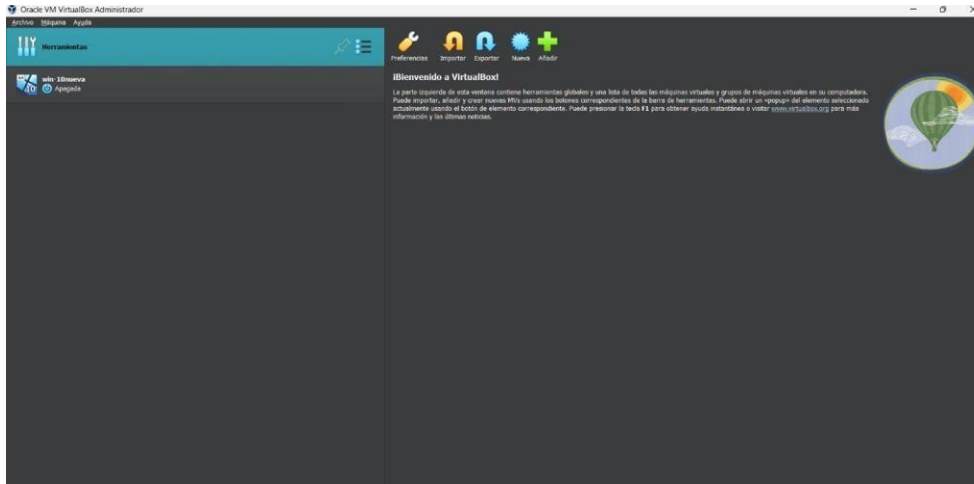 Oracle VM VirtualBox Administrador
Archivo Máquina Ayuda
Herramientas
Preferencias Importar Exportar Nueva Añadir
win-10nueva
Apagada
¡Bienvenido a VirtualBox!
La parte izquierda de esta ventana contiene herramientas globales y una lista de todas las máquinas virtuales y grupos de máquinas virtuales en su computadora.
Puede importar, añadir y crear nuevas MVs usando los botones correspondientes de la barra de herramientas. Puede abrir un «popup» del elemento seleccionado
actualmente usando el botón de elemento correspondiente. Puede presionar la tecla F1 para obtener ayuda instantánea o visitar www.virtualbox.org para más
información y las últimas noticias.
10